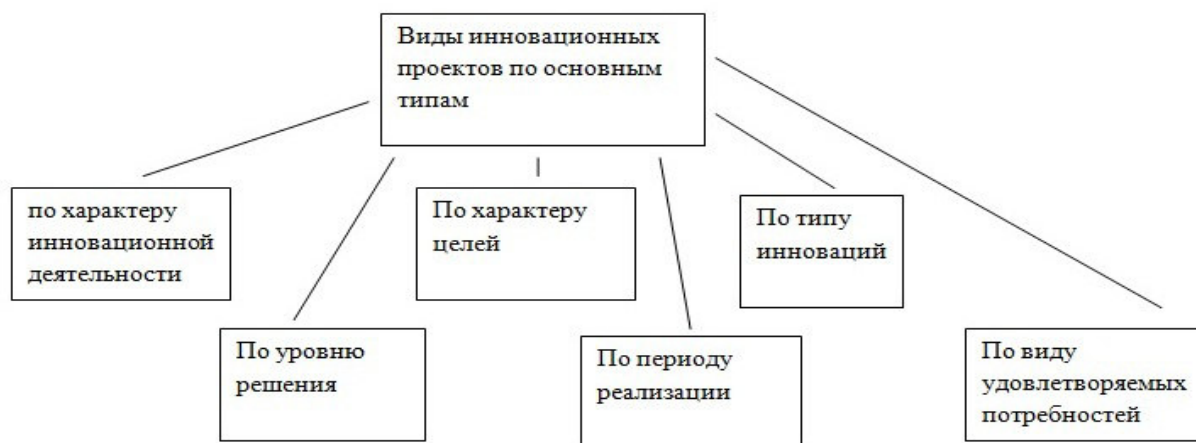 Виды инновационных
проектов по основным
типам
по характеру
инновационной
деятельности
По характеру
целей
По типу
инноваций
По уровню
решения
По периоду
реализации
По виду
удовлетворяемых
потребностей